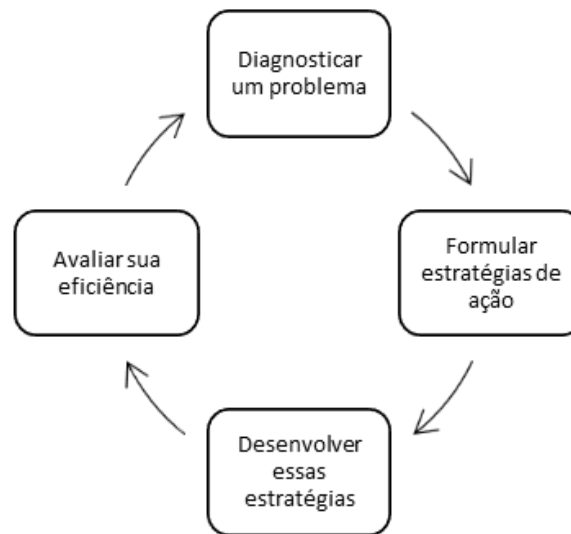 Diagnosticar
um problema
Formular
estratégias de
ação
Desenvolver
essas
estratégias
Avaliar sua
eficiência